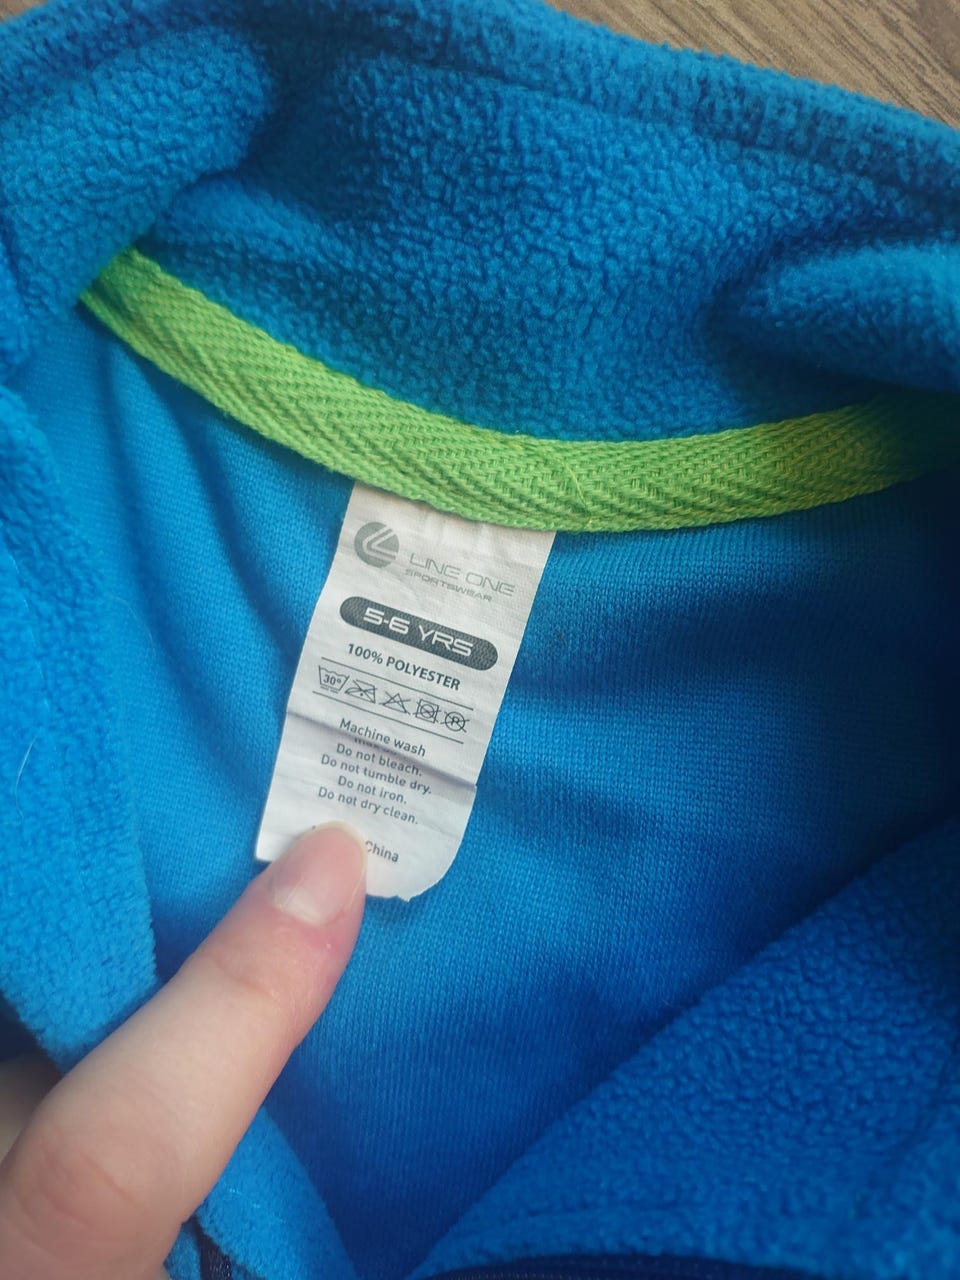 LINE ONE
SPORTSWEAR
5-6 YRS
100% POLYESTER
30°
P
Machine wash
Do not bleach.
Do not tumble dry.
Do not iron.
Do not dry clean.
China